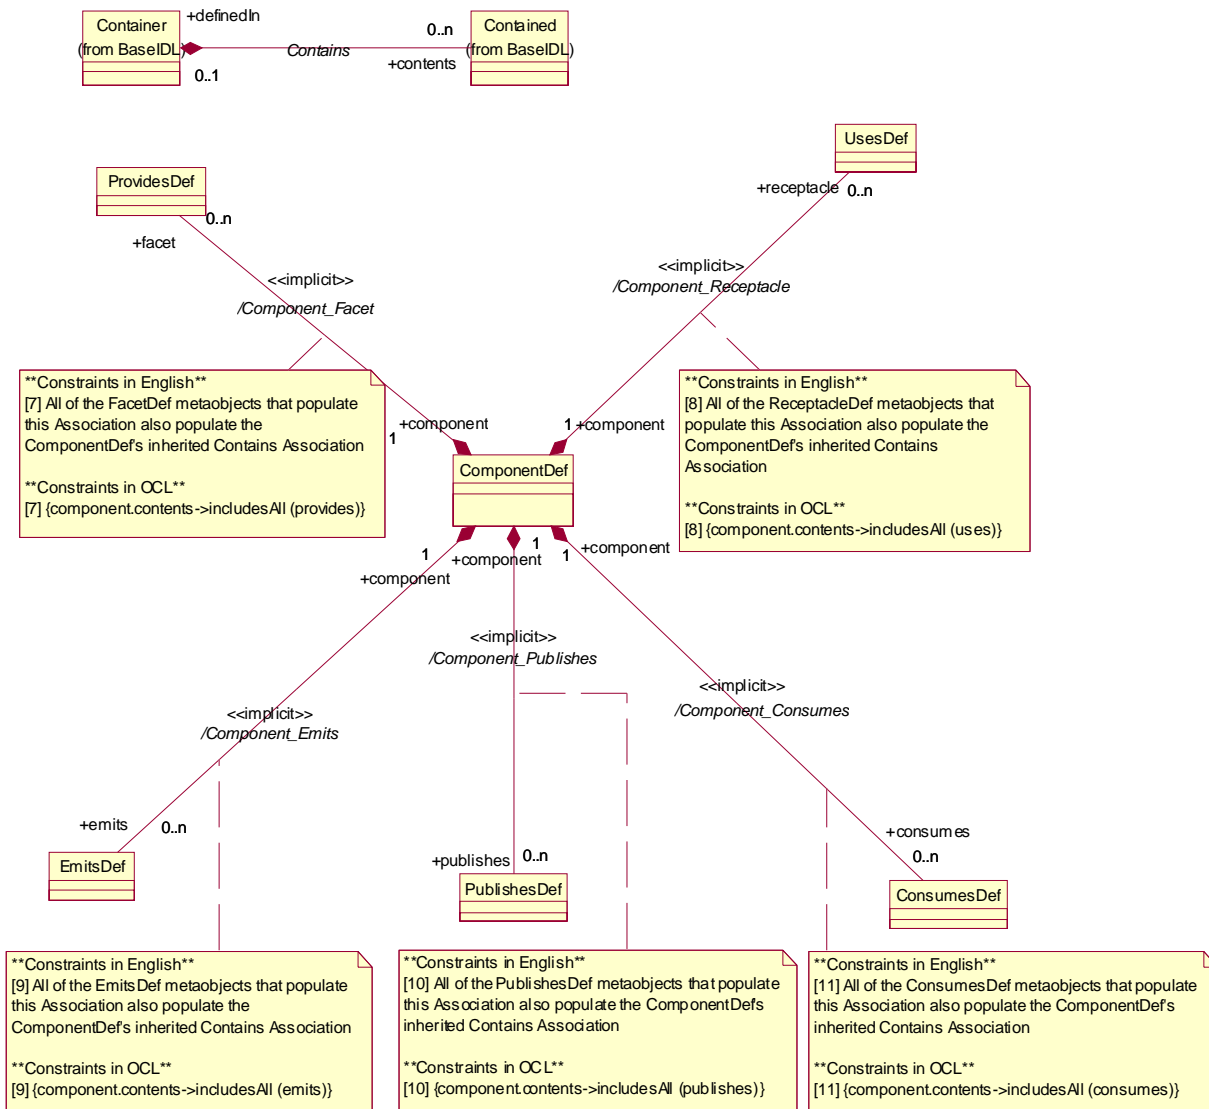 Container
(from BaseIDL)
+definedIn
0..1
Contains
0..n
+contents
Contained
(from BaseIDL)
UsesDef
+receptacle
0..n
ProvidesDef
0..n
+facet
<<implicit>>
/Component_Facet
<<implicit>>
/Component_Receptacle
**Constraints in English**
[7] All of the FacetDef metaobjects that populate
this Association also populate the
ComponentDef's inherited Contains Association
**Constraints in OCL**
[7] {component.contents->includesAll (provides)}
**Constraints in English**
[8] All of the ReceptacleDef metaobjects that
populate this Association also populate the
ComponentDef's inherited Contains
Association
**Constraints in OCL**
[8] {component.contents->includesAll (uses)}
1
+component
1
+component
ComponentDef
1
+component
1
+component
1
+component
<<implicit>>
/Component_Publishes
<<implicit>>
/Component_Emits
<<implicit>>
/Component_Consumes
+emits
0..n
EmitsDef
+publishes
0..n
PublishesDef
+consumes
0..n
ConsumesDef
**Constraints in English**
[9] All of the EmitsDef metaobjects that populate
this Association also populate the
ComponentDef's inherited Contains Association
**Constraints in OCL**
[9] {component.contents->includesAll (emits)}
**Constraints in English**
[10] All of the PublishesDef metaobjects that populate
this Association also populate the ComponentDef's
inherited Contains Association
**Constraints in OCL**
[10] {component.contents->includesAll (publishes)}
**Constraints in English**
[11] All of the ConsumesDef metaobjects that populate
this Association also populate the ComponentDef's
inherited Contains Association
**Constraints in OCL**
[11] {component.contents->includesAll (consumes)}